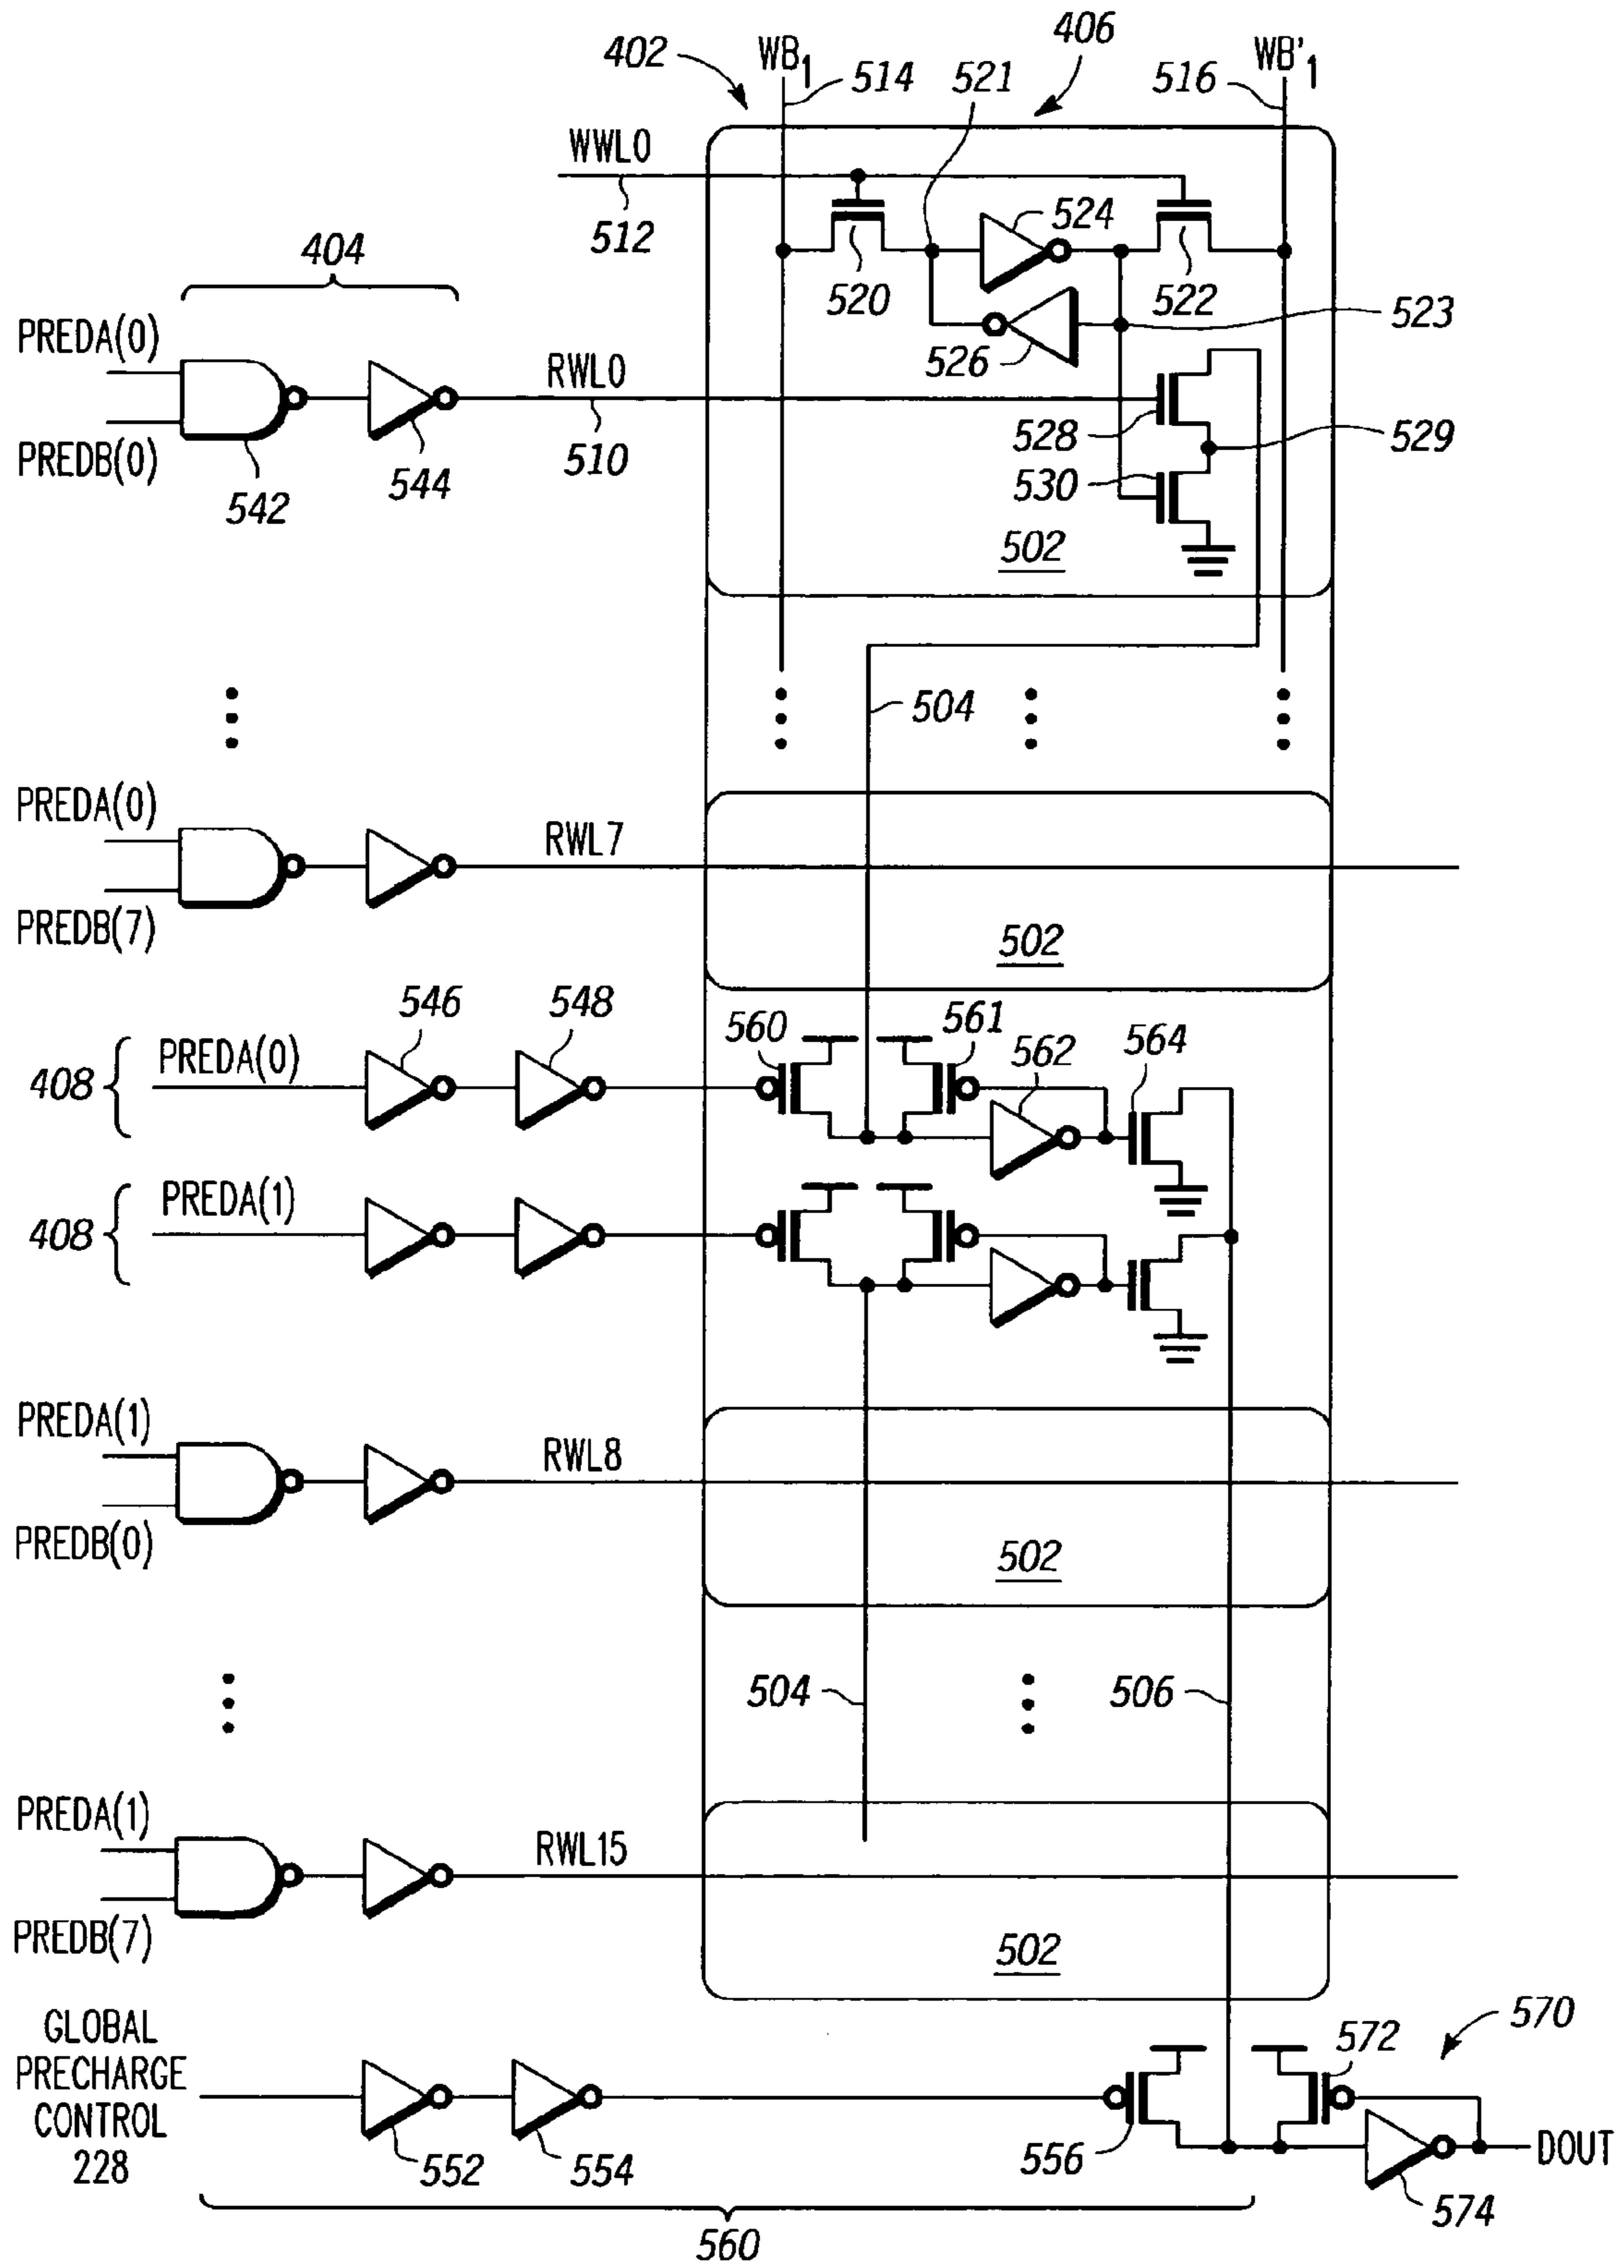 402
WB1
514
521
406
516
WB'1
WWL0
512
524
404
520
522
523
PREDA(0)
RWL0
526
528
529
PREDB(0)
544
510
530
542
502
504
PREDA(0)
RWL7
PREDB(7)
502
546
548
560
561
562
564
408
PREDA(0)
408
PREDA(1)
PREDA(1)
RWL8
PREDB(0)
502
504
506
PREDA(1)
RWL15
PREDB(7)
502
GLOBAL
PRECHARGE
CONTROL
228
570
572
552
554
556
DOUT
574
560